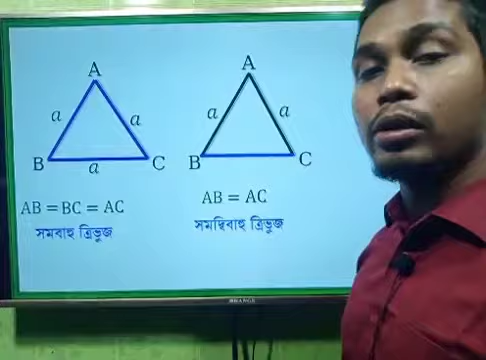 A
a
a
B
a
C
AB = BC = AC
সমবাহু ত্রিভুজ
A
a
a
B
C
AB = AC
সমদ্বিবাহু ত্রিভুজ